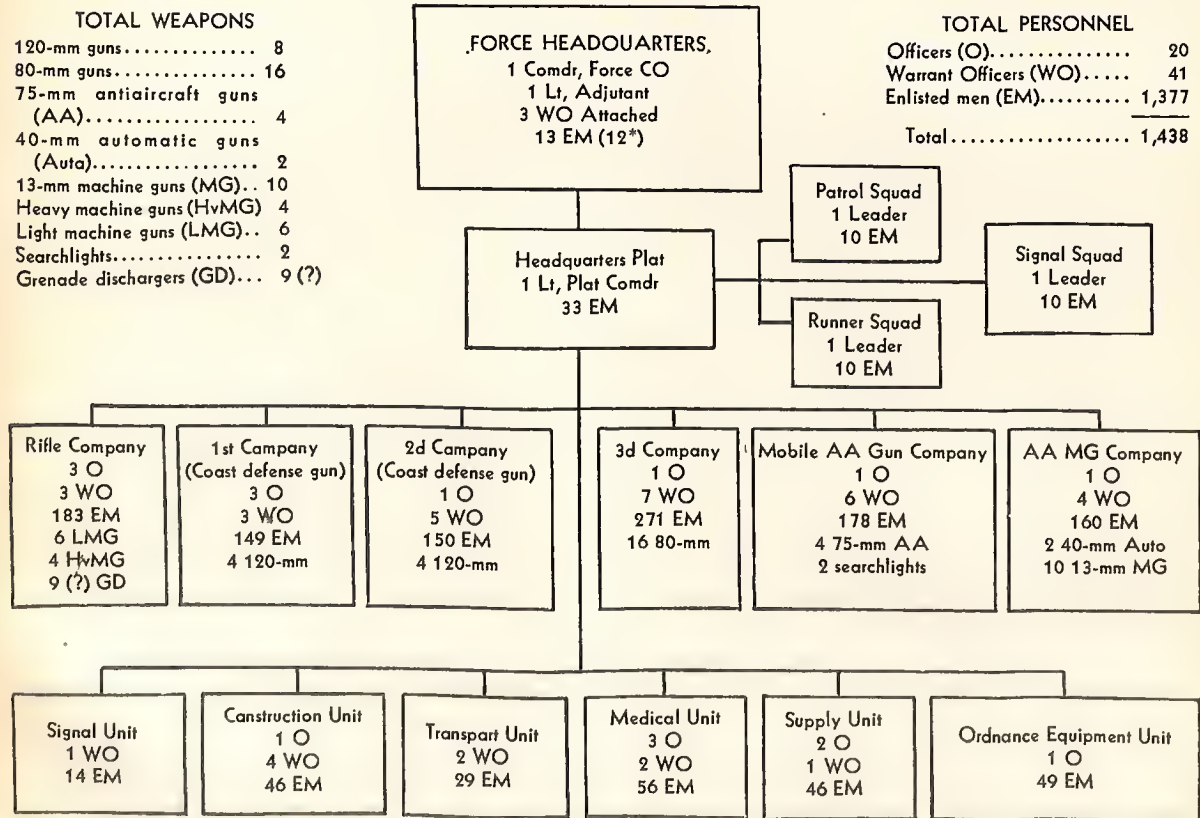 TOTAL WEAPONS
120-mm guns.............. 8
80-mm guns............... 16
75-mm antiaircraft guns
(AA)................... 4
40-mm automatic guns
(Auta)................. 2
13-mm machine guns (MG).. 10
Heavy machine guns (HvMG) 4
Light machine guns (LMG).. 6
Searchlights............... 2
Grenade dischargers (GD)... 9 (?)
FORCE HEADOUARTERS
1 Comdr, Force CO
1 Lt, Adjutant
3 WO Attached
13 EM (12*)
TOTAL PERSONNEL
Officers (O)............... 20
Warrant Officers (WO)..... 41
Enlisted men (EM).......... 1,377
Total................... 1,438
Headquarters Plat
1 Lt, Plat Comdr
33 EM
Patrol Squad
1 Leader
10 EM
Signal Squad
1 Leader
10 EM
Runner Squad
1 Leader
10 EM
Rifle Company
3 O
3 WO
183 EM
6 LMG
4 HvMG
9 (?) GD
1st Campany
(Coast defense gun)
3 O
3 WO
149 EM
4 120-mm
2d Campany
(Coast defense gun)
1 O
5 WO
150 EM
4 120-mm
3d Company
1 O
7 WO
271 EM
16 80-mm
Mobile AA Gun Company
1 O
6 WO
178 EM
4 75-mm AA
2 searchlights
AA MG Company
1 O
4 WO
160 EM
2 40-mm Auto
10 13-mm MG
Signal Unit
1 WO
14 EM
Canstruction Unit
1 O
4 WO
46 EM
Transpart Unit
2 WO
29 EM
Medical Unit
3 O
2 WO
56 EM
Supply Unit
2 O
1 WO
46 EM
Ordnance Equipment Unit
1 O
49 EM